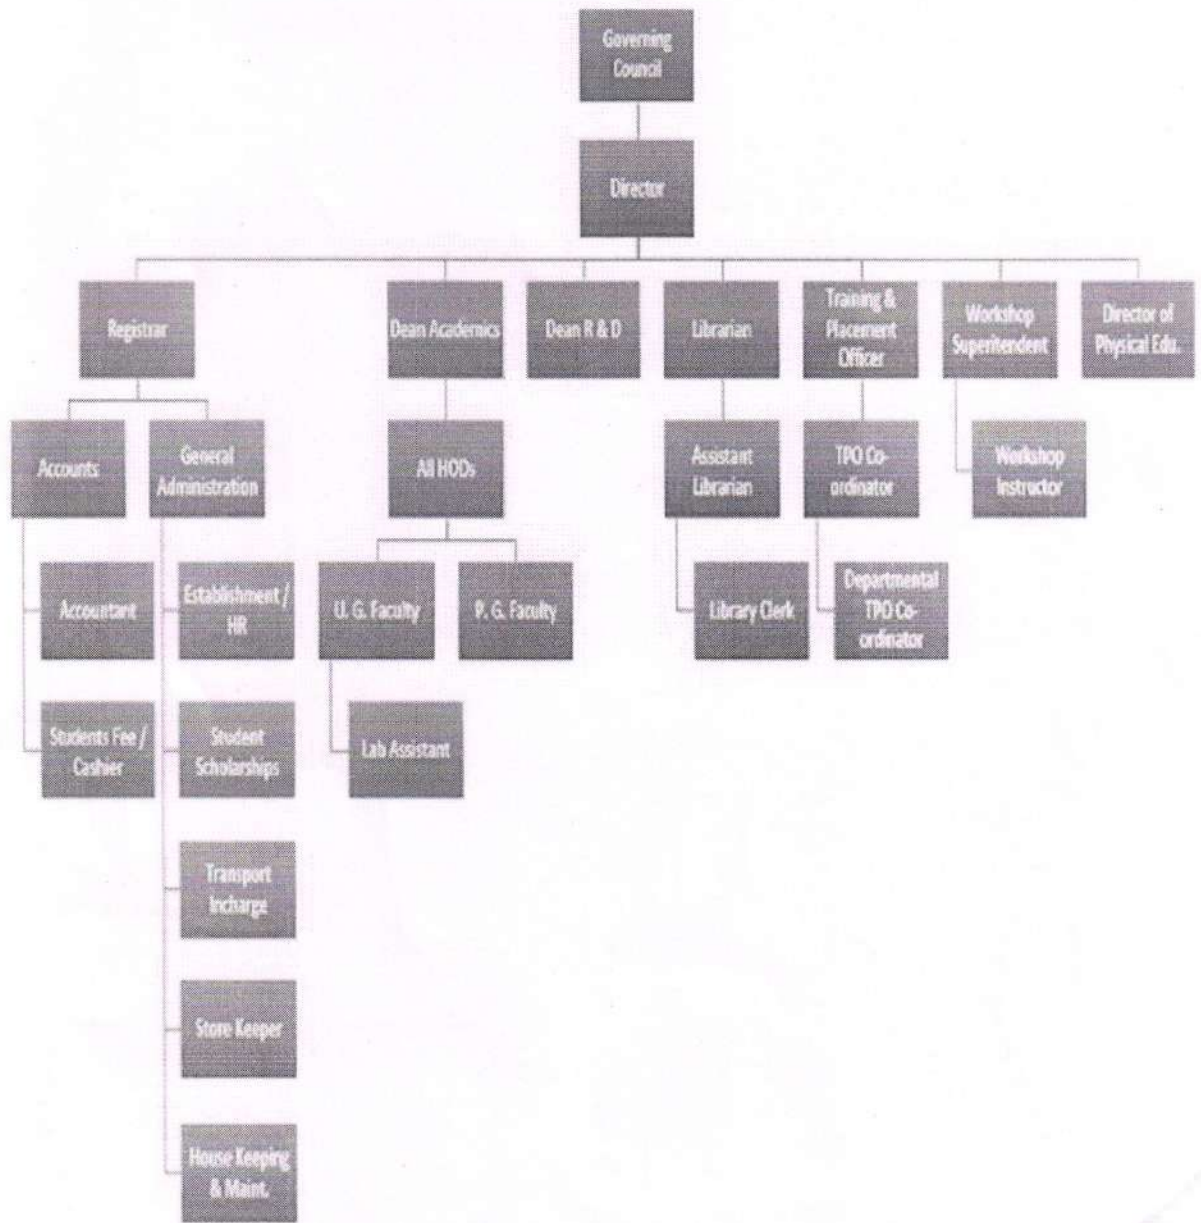 Governing
Council
Director
Registrar
Dean Academics
Dean R & D
Librarian
Training &
Placement
Officer
Workshop
Superitendent
Director of
Physical Edu.
Accounts
General
Administration
All HODs
Assistant
Librarian
TPO Co-
ordinator
Workshop
Instructor
Accountant
Establishment /
HR
U. G. Faculty
P. G. Faculty
Library Clerk
Departmental
TPO Co-
ordinator
Students Fee /
Cashier
Student
Scholarships
Lab Assistant
Transport
Incharge
Store Keeper
House Keeping
& Maint.